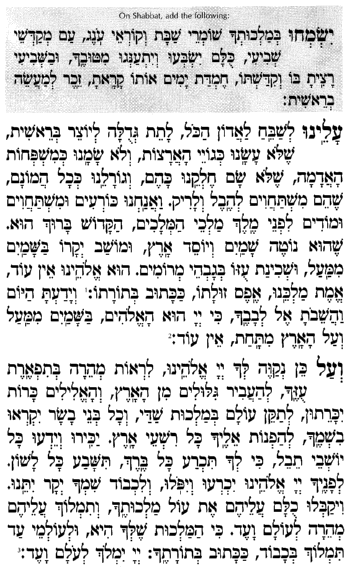 On Shabbat, add the following:
יִשְׂמְחוּ בְמַלְכוּתְךָ שׁוֹמְרֵי שַׁבָּת וְקוֹרְאֵי עֹנֶג, עַם מְקַדְּשֵׁי
שְׁבִיעִי, כֻּלָּם יִשְׂבְּעוּ וְיִתְעַנְּגוּ מִטּוּבֶךָ, וּבַשְּׁבִיעִי
רָצִיתָ בּוֹ וְקִדַּשְׁתּוֹ, חֶמְדַּת יָמִים אוֹתוֹ קָרָאתָ, זֵכֶר לְמַעֲשֵׂה
בְרֵאשִׁית:
עָלֵינוּ לְשַׁבֵּחַ לַאֲדוֹן הַכֹּל, לָתֵת גְּדֻלָּה לְיוֹצֵר בְּרֵאשִׁית,
שֶׁלֹּא עָשָׂנוּ כְּגוֹיֵי הָאֲרָצוֹת, וְלֹא שָׂמָנוּ כְּמִשְׁפְּחוֹת
הָאֲדָמָה, שֶׁלֹּא שָׂם חֶלְקֵנוּ כָּהֶם, וְגוֹרָלֵנוּ כְּכָל הֲמוֹנָם,
שֶׁהֵם מִשְׁתַּחֲוִים לְהֶבֶל וְלָרִיק. וַאֲנַחְנוּ כּוֹרְעִים וּמִשְׁתַּחֲוִים
וּמוֹדִים לִפְנֵי מֶלֶךְ מַלְכֵי הַמְּלָכִים, הַקָּדוֹשׁ בָּרוּךְ הוּא.
שֶׁהוּא נוֹטֶה שָׁמַיִם וְיוֹסֵד אָרֶץ, וּמוֹשַׁב יְקָרוֹ בַּשָּׁמַיִם
מִמַּעַל, וּשְׁכִינַת עֻזּוֹ בְּגָבְהֵי מְרוֹמִים. הוּא אֱלֹהֵינוּ אֵין עוֹד,
אֱמֶת מַלְכֵּנוּ, אֶפֶס זוּלָתוֹ, כַּכָּתוּב בְּתוֹרָתוֹ: וְיָדַעְתָּ הַיּוֹם
וַהֲשֵׁבֹתָ אֶל לְבָבֶךָ, כִּי יְיָ הוּא הָאֱלֹהִים, בַּשָּׁמַיִם מִמַּעַל
וְעַל הָאָרֶץ מִתָּחַת, אֵין עוֹד:
וְעַל כֵּן נְקַוֶּה לְּךָ יְיָ אֱלֹהֵינוּ, לִרְאוֹת מְהֵרָה בְּתִפְאֶרֶת
עֻזֶּךָ, לְהַעֲבִיר גִּלּוּלִים מִן הָאָרֶץ, וְהָאֱלִילִים כָּרוֹת
יִכָּרֵתוּן, לְתַקֵּן עוֹלָם בְּמַלְכוּת שַׁדַּי, וְכָל בְּנֵי בָשָׂר יִקְרְאוּ
בִשְׁמֶךָ, לְהַפְנוֹת אֵלֶיךָ כָּל רִשְׁעֵי אָרֶץ. יַכִּירוּ וְיֵדְעוּ כָּל
יוֹשְׁבֵי תֵבֵל, כִּי לְךָ תִּכְרַע כָּל בֶּרֶךְ, תִּשָּׁבַע כָּל לָשׁוֹן.
לְפָנֶיךָ יְיָ אֱלֹהֵינוּ יִכְרְעוּ וְיִפֹּלוּ, וְלִכְבוֹד שִׁמְךָ יְקָר יִתֵּנוּ.
וִיקַבְּלוּ כֻלָּם עֲלֵיהֶם אֶת עוֹל מַלְכוּתֶךָ, וְתִמְלוֹךְ עֲלֵיהֶם
מְהֵרָה לְעוֹלָם וָעֶד. כִּי הַמַּלְכוּת שֶׁלְּךָ הִיא, וּלְעוֹלְמֵי עַד
תִּמְלוֹךְ בְּכָבוֹד, כַּכָּתוּב בְּתוֹרָתֶךָ: יְיָ יִמְלֹךְ לְעֹלָם וָעֶד: